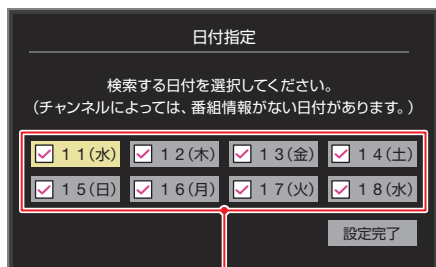 日付指定
検索する日付を選択してください。
(チャンネルによっては、番組情報がない日付があります。)
11(水) 12(木) 13(金) 14(土)
15(日) 16(月) 17(火) 18(水)
設定完了